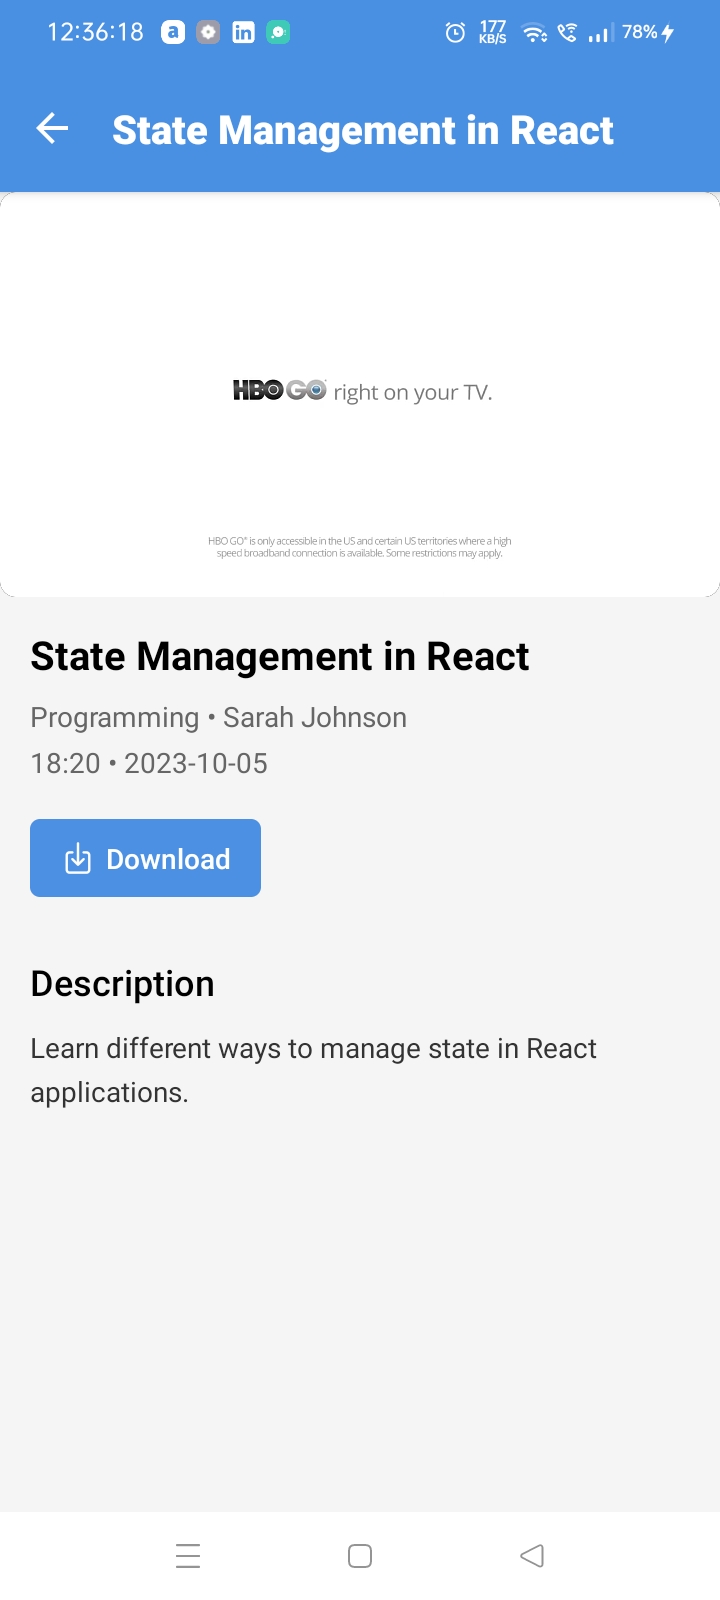 12:36:18 a in 177 KB/S 78%
State Management in React
HBO GO right on your TV.
HBO GO® is only accessible in the US and certain US territories where a high
speed broadband connection is available. Some restrictions may apply.
State Management in React
Programming • Sarah Johnson
18:20 • 2023-10-05
Download
Description
Learn different ways to manage state in React
applications.